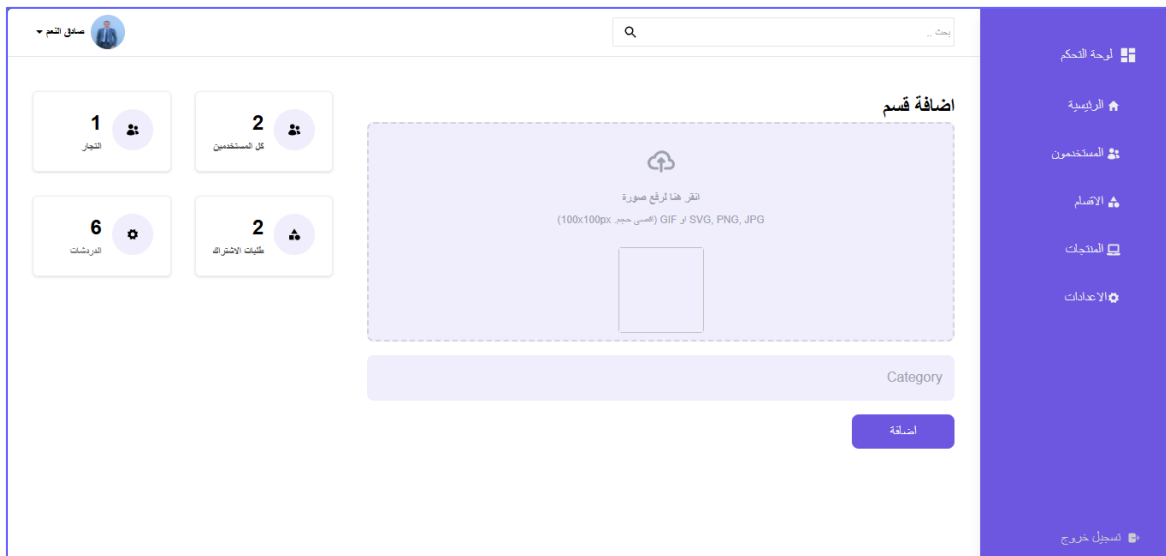 لوحة التحكم
الرئيسية
المستخدمون
الاقسام
المنتجات
الاعدادات
تسجيل خروج
بحث ..
صادق النعم
اضافة قسم
انقر هنا لرفع صورة
SVG, PNG, JPG او GIF (اقصى حجم. 100x100px)
Category
اضافة
2
كل المستخدمين
1
التجار
2
طلبات الاشتراك
6
الدردشات